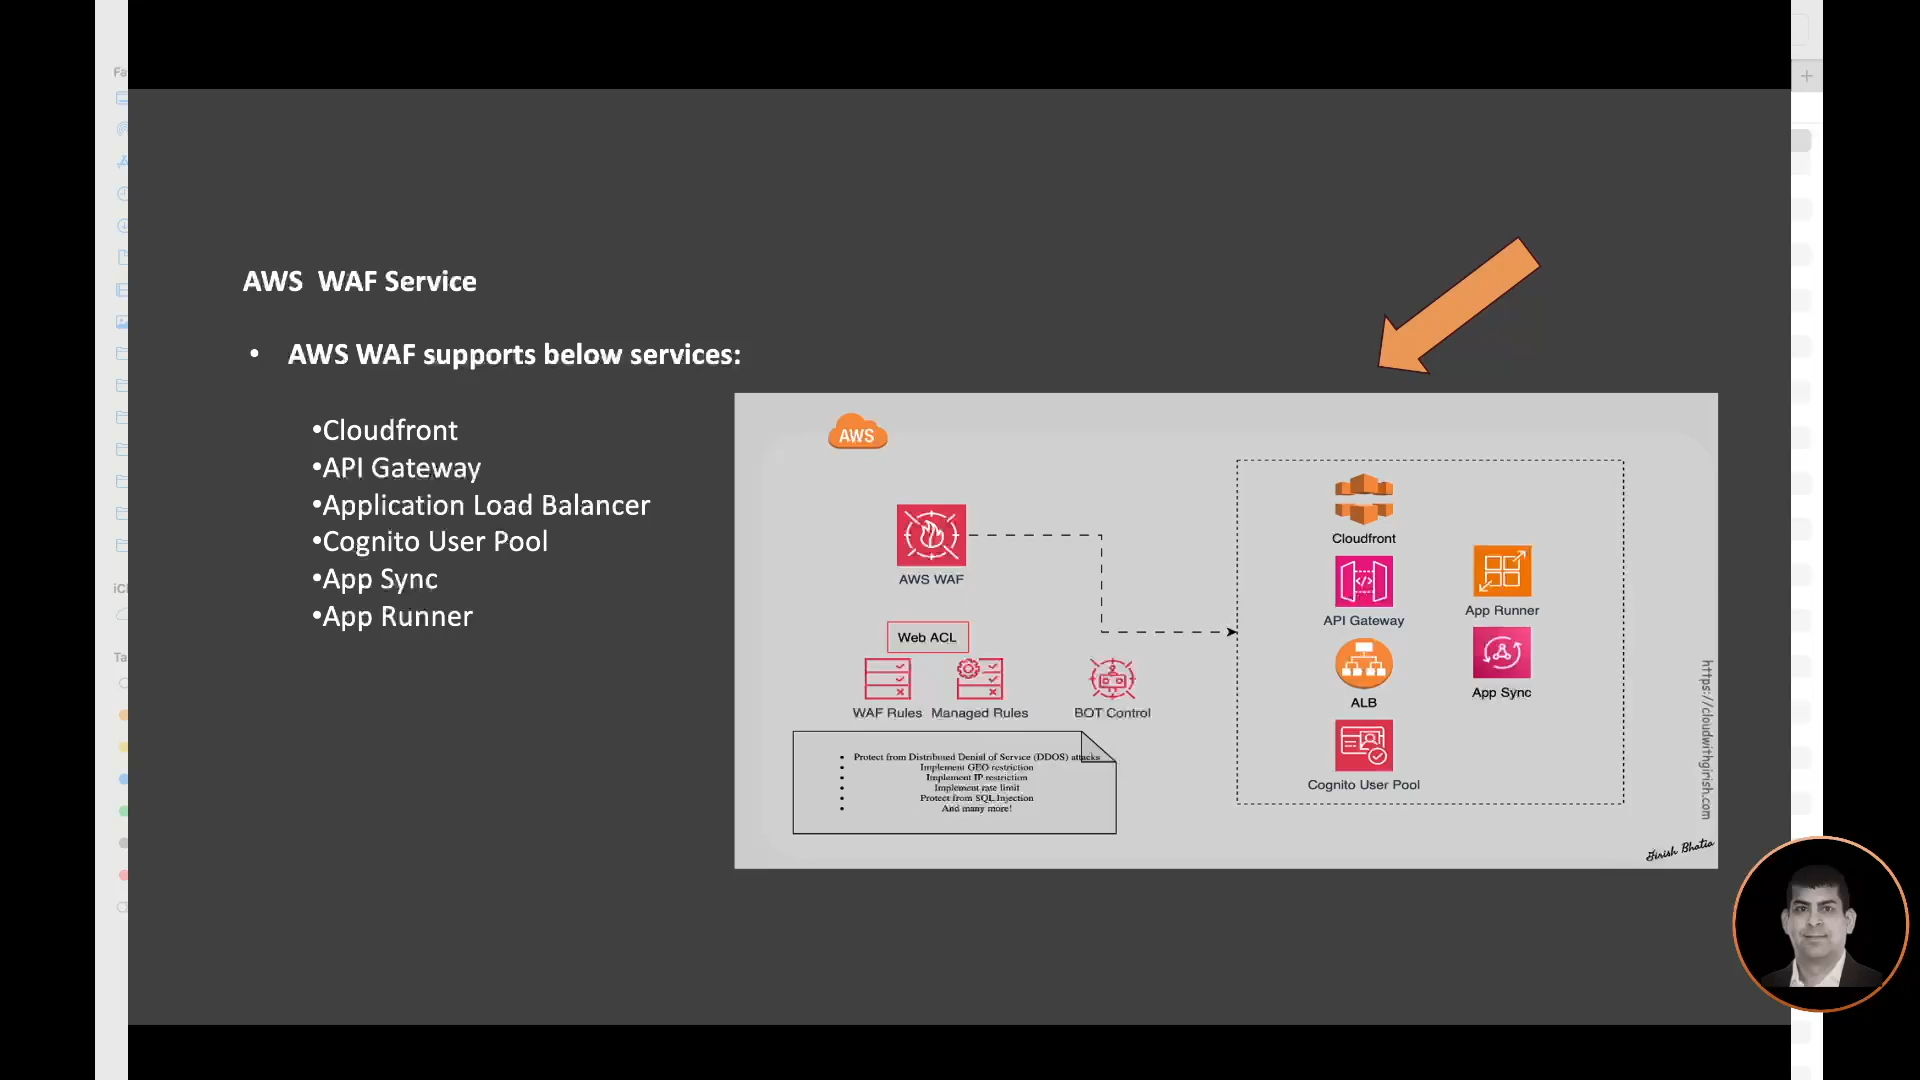 Fa
iCl
Ta
AWS  WAF Service
• AWS WAF supports below services:
•Cloudfront
•API Gateway
•Application Load Balancer
•Cognito User Pool
•App Sync
•App Runner
AWS
AWS WAF
Web ACL
WAF Rules
Managed Rules
BOT Control
• Protect from Distributed Denial of Service (DDOS) attacks
• Implement GEO restriction
• Implement IP restriction
• Implement rate limit
• Protect from SQL Injection
• And many more!
Cloudfront
API Gateway
ALB
Cognito User Pool
App Runner
App Sync
https://cloudwithgirish.com
Girish Bhatia